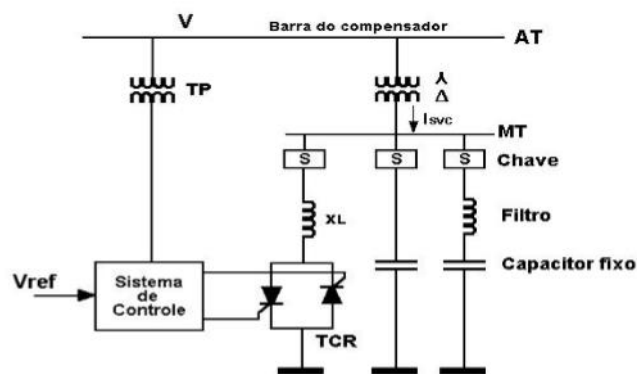 V
Barra do compensador
AT
TP
Y
Δ
Isvc
MT
S
S
S
Chave
XL
Filtro
Vref
Sistema
de
Controle
Capacitor fixo
TCR